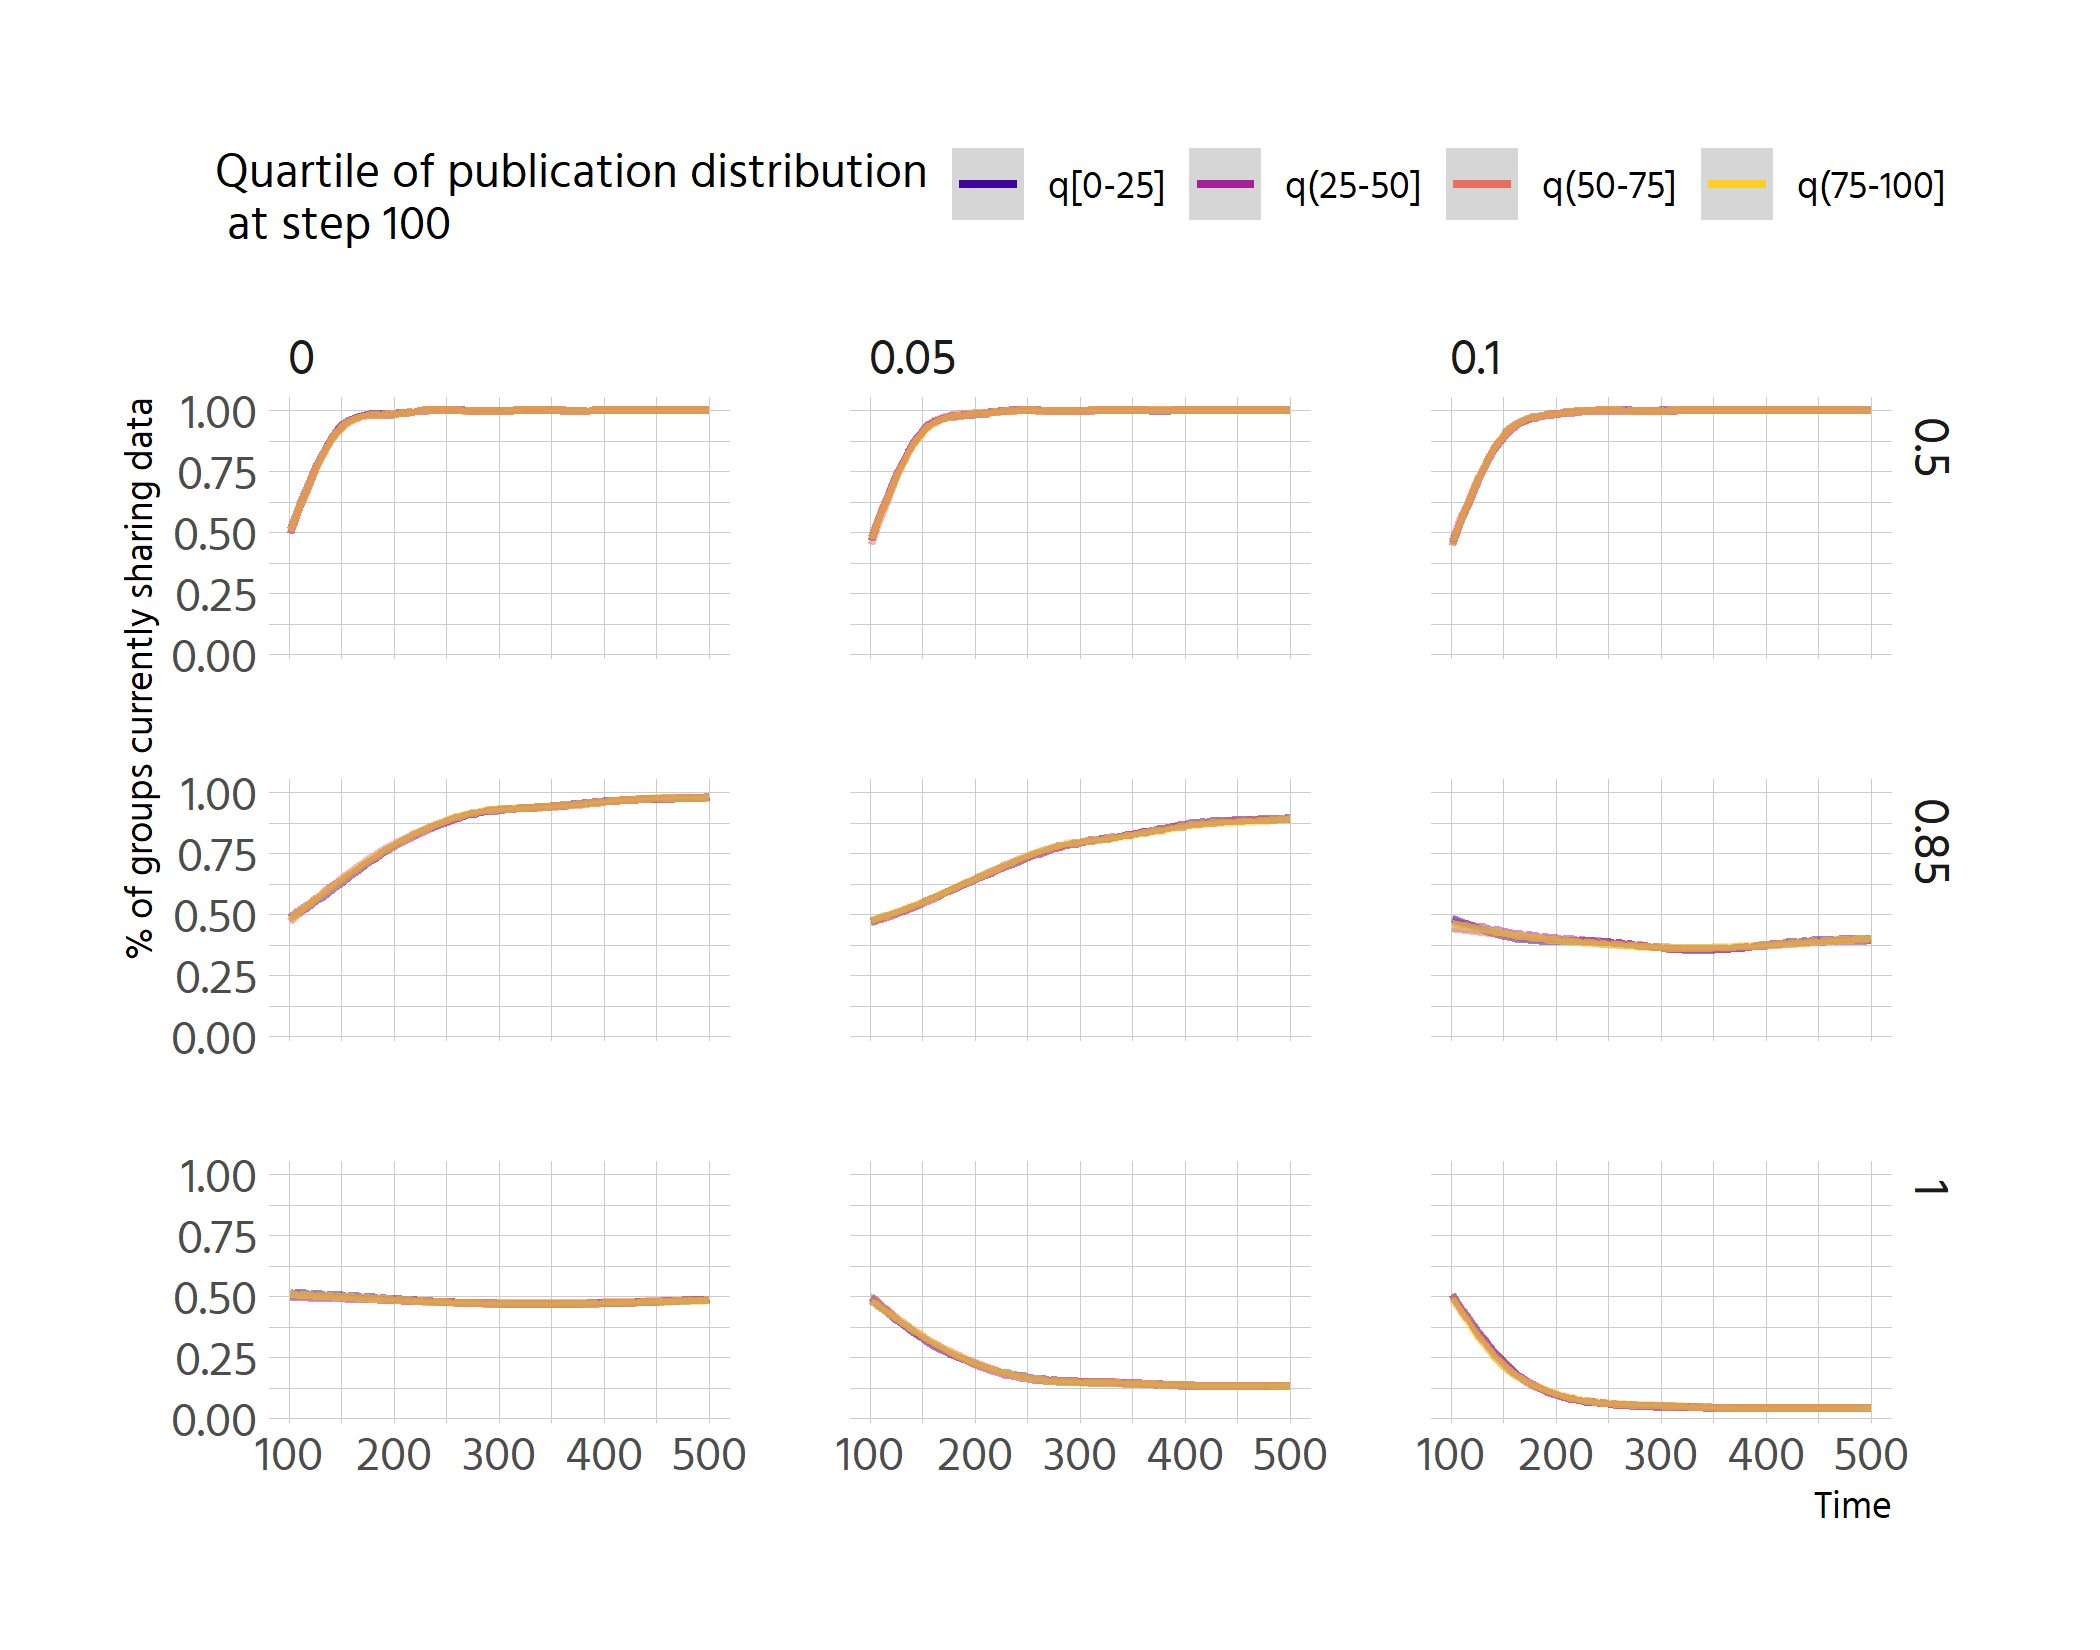 Quartile of publication distribution
at step 100
q[0-25]
q(25-50]
q(50-75]
q(75-100]
0
0.05
0.1
% of groups currently sharing data
1.00
0.75
0.50
0.25
0.00
0.5
1.00
0.75
0.50
0.25
0.00
0.85
1.00
0.75
0.50
0.25
0.00
1
100 200 300 400 500
100 200 300 400 500
100 200 300 400 500
Time